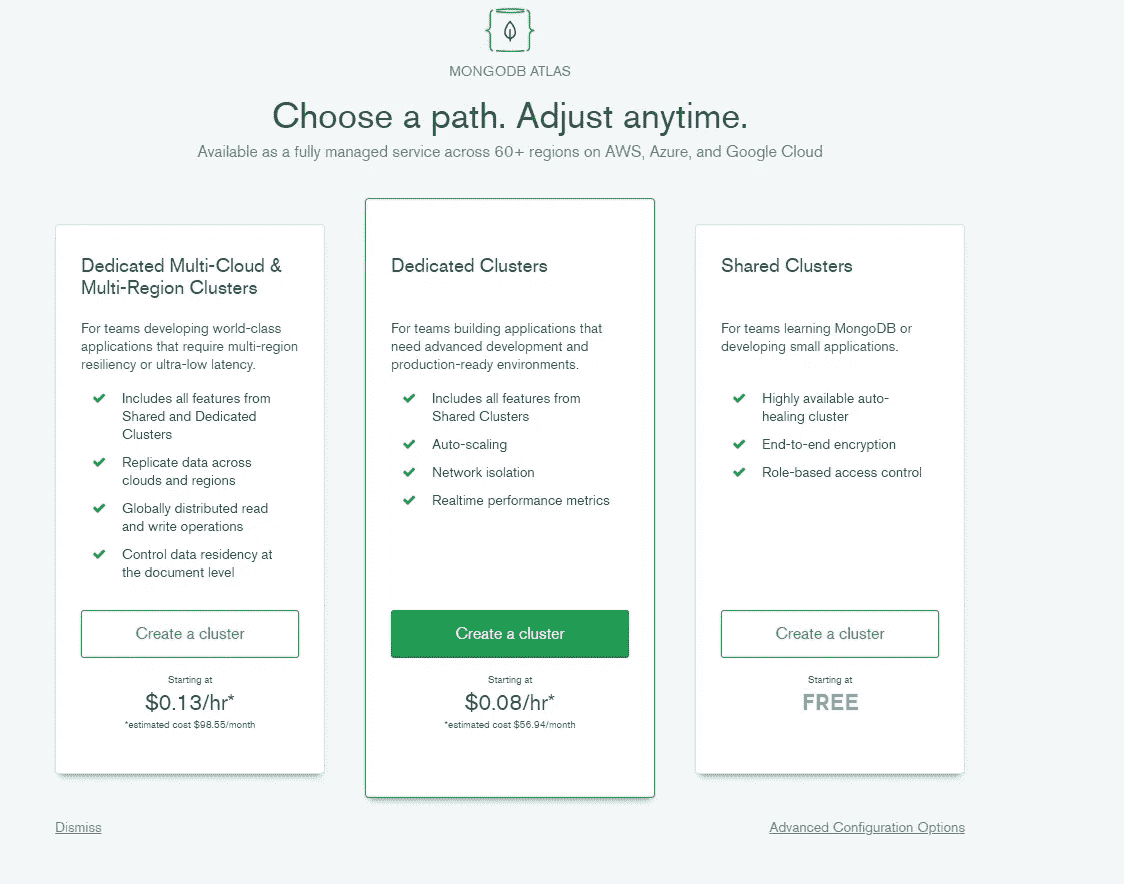 MONGODB ATLAS
Choose a path. Adjust anytime.
Available as a fully managed service across 60+ regions on AWS, Azure, and Google Cloud
Dedicated Multi-Cloud &
Multi-Region Clusters
For teams developing world-class
applications that require multi-region
resiliency or ultra-low latency.
Includes all features from
Shared and Dedicated
Clusters
Replicate data across
clouds and regions
Globally distributed read
and write operations
Control data residency at
the document level
Create a cluster
Starting at
$0.13/hr*
*estimated cost $98.55/month
Dedicated Clusters
For teams building applications that
need advanced development and
production-ready environments.
Includes all features from
Shared Clusters
Auto-scaling
Network isolation
Realtime performance metrics
Create a cluster
Starting at
$0.08/hr*
*estimated cost $56.94/month
Shared Clusters
For teams learning MongoDB or
developing small applications.
Highly available auto-
healing cluster
End-to-end encryption
Role-based access control
Create a cluster
Starting at
FREE
Dismiss
Advanced Configuration Options